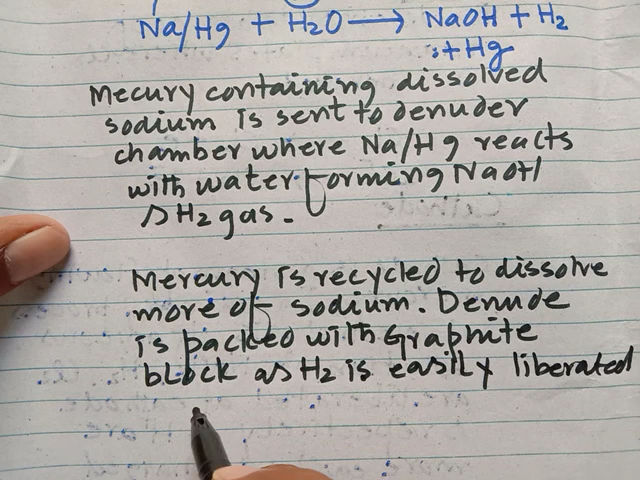 Na/Hg + H2O → NaOH + H2
+ Hg
Mecury containing dissolved
sodium is sent to denuder
chamber where Na/Hg reacts
with water forming NaOH
& H2 gas.
Mercury is recycled to dissolve
more of sodium. Denude
is packed with Graphite
block as H2 is easily liberated